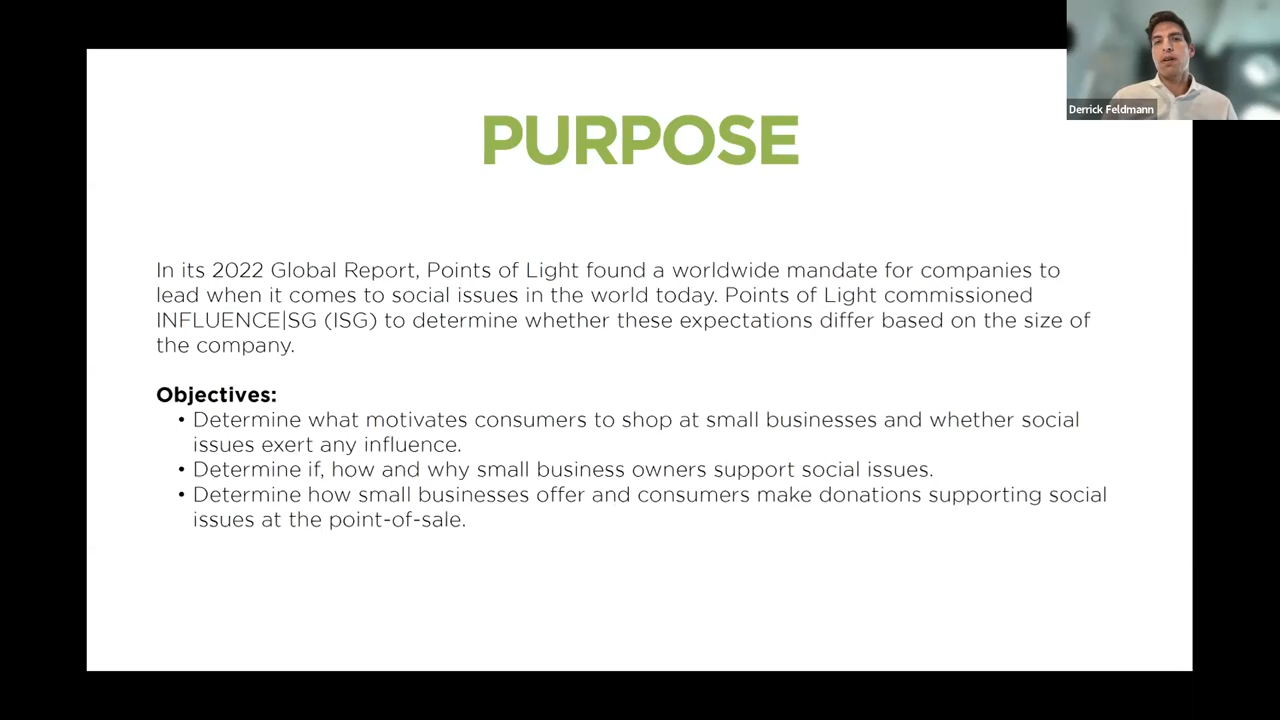 Derrick Feldmann
PURPOSE
In its 2022 Global Report, Points of Light found a worldwide mandate for companies to
lead when it comes to social issues in the world today. Points of Light commissioned
INFLUENCE|SG (ISG) to determine whether these expectations differ based on the size of
the company.
Objectives:
• Determine what motivates consumers to shop at small businesses and whether social
issues exert any influence.
• Determine if, how and why small business owners support social issues.
• Determine how small businesses offer and consumers make donations supporting social
issues at the point-of-sale.